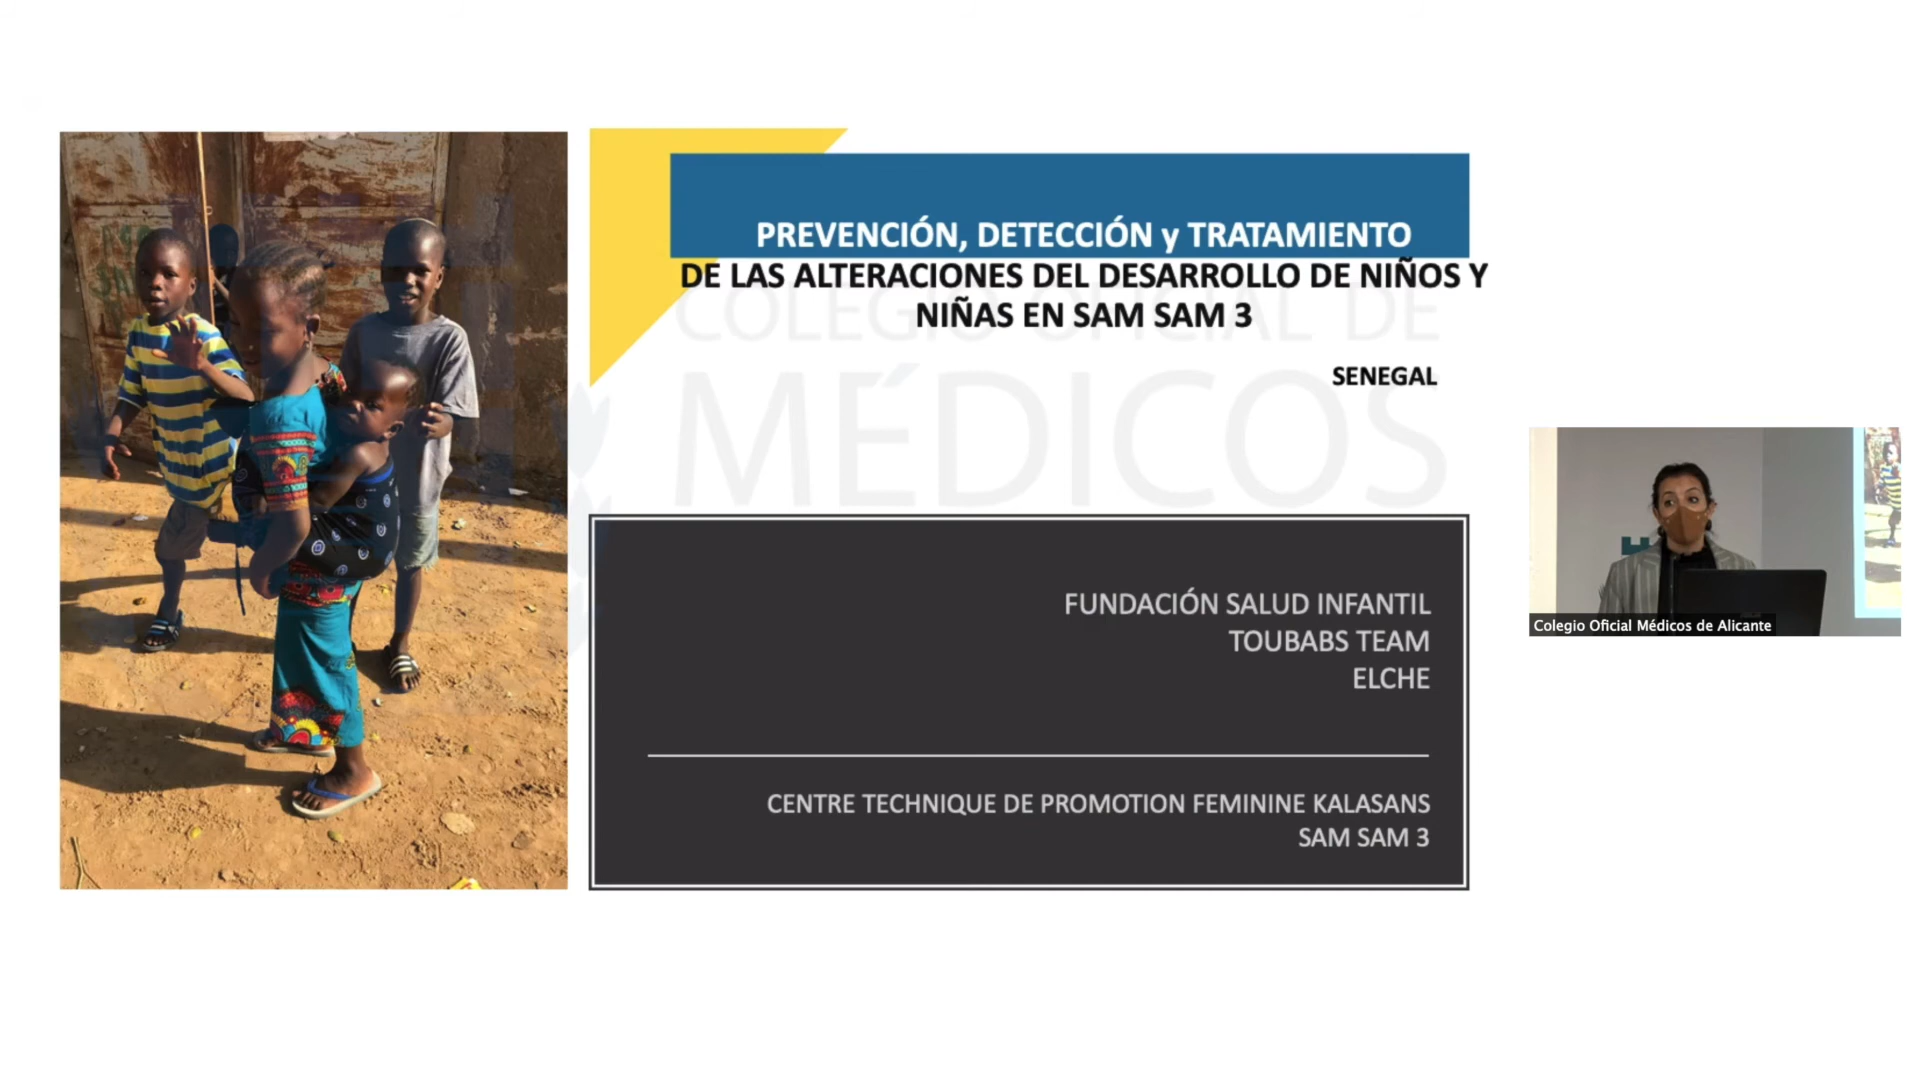 PREVENCIÓN, DETECCIÓN y TRATAMIENTO
DE LAS ALTERACIONES DEL DESARROLLO DE NIÑOS Y
NIÑAS EN SAM SAM 3
SENEGAL
COLEGIO OFICIAL DE
MÉDICOS
FUNDACIÓN SALUD INFANTIL
TOUBABS TEAM
ELCHE
CENTRE TECHNIQUE DE PROMOTION FEMININE KALASANS
SAM SAM 3
Colegio Oficial Médicos de Alicante